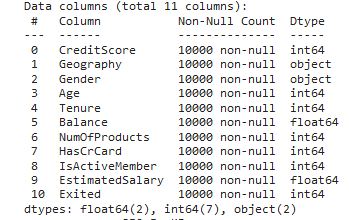 Data columns (total 11 columns):
 #   Column           Non-Null Count  Dtype
---  ------           --------------  -----
 0   CreditScore      10000 non-null  int64
 1   Geography        10000 non-null  object
 2   Gender           10000 non-null  object
 3   Age              10000 non-null  int64
 4   Tenure           10000 non-null  int64
 5   Balance          10000 non-null  float64
 6   NumOfProducts    10000 non-null  int64
 7   HasCrCard        10000 non-null  int64
 8   IsActiveMember   10000 non-null  int64
 9   EstimatedSalary  10000 non-null  float64
 10  Exited           10000 non-null  int64
dtypes: float64(2), int64(7), object(2)